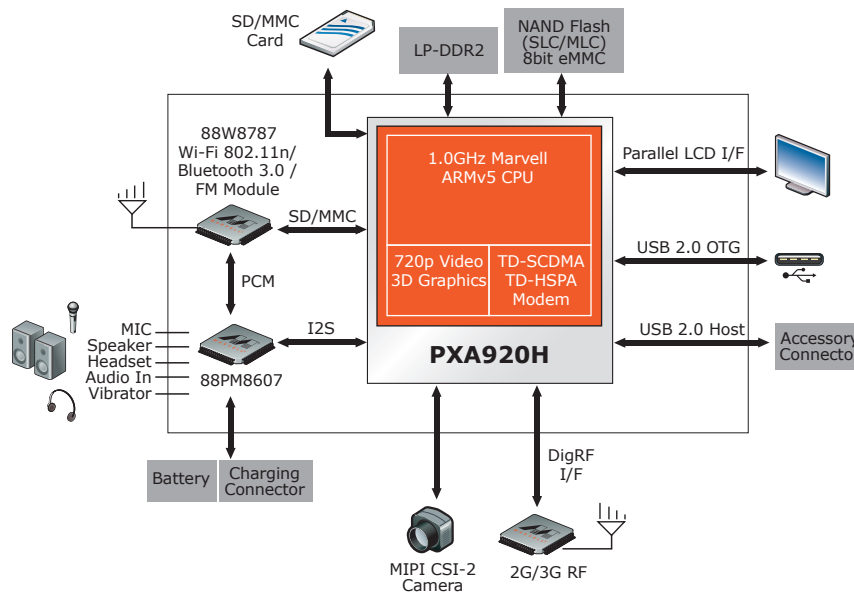 SD/MMC
Card
LP-DDR2
NAND Flash
(SLC/MLC)
8bit eMMC
88W8787
Wi-Fi 802.11n/
Bluetooth 3.0 /
FM Module
1.0GHz Marvell
ARMv5 CPU
Parallel LCD I/F
SD/MMC
720p Video
3D Graphics
TD-SCDMA
TD-HSPA
Modem
USB 2.0 OTG
PCM
MIC
Speaker
Headset
Audio In
Vibrator
88PM8607
I2S
PXA920H
USB 2.0 Host
Accessory
Connector
Battery
Charging
Connector
DigRF
I/F
MIPI CSI-2
Camera
2G/3G RF